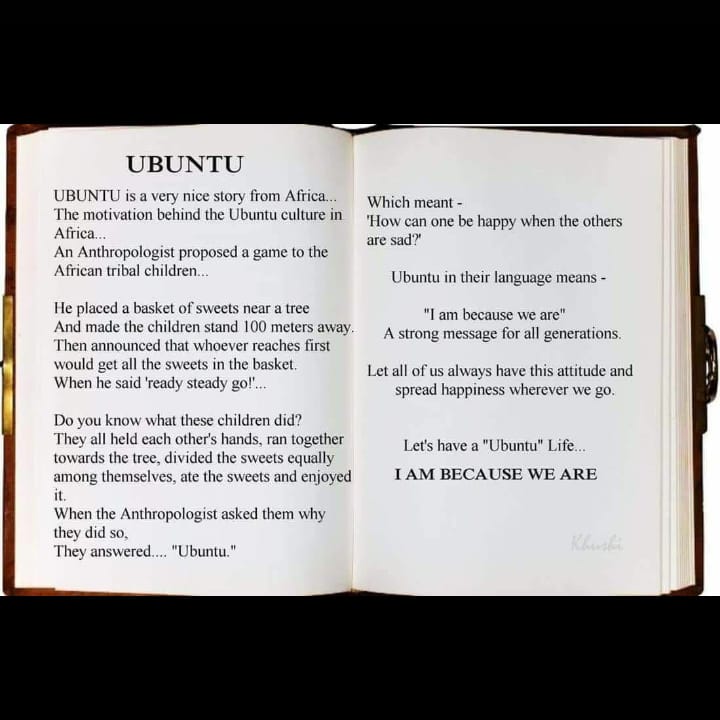 UBUNTU
UBUNTU is a very nice story from Africa...
The motivation behind the Ubuntu culture in
Africa...
An Anthropologist proposed a game to the
African tribal children...
He placed a basket of sweets near a tree
And made the children stand 100 meters away.
Then announced that whoever reaches first
would get all the sweets in the basket.
When he said 'ready steady go!'...
Do you know what these children did?
They all held each other's hands, ran together
towards the tree, divided the sweets equally
among themselves, ate the sweets and enjoyed
it.
When the Anthropologist asked them why
they did so,
They answered.... "Ubuntu."
Which meant -
'How can one be happy when the others
are sad?'
Ubuntu in their language means -
"I am because we are"
A strong message for all generations.
Let all of us always have this attitude and
spread happiness wherever we go.
Let's have a "Ubuntu" Life...
I AM BECAUSE WE ARE
Khushi